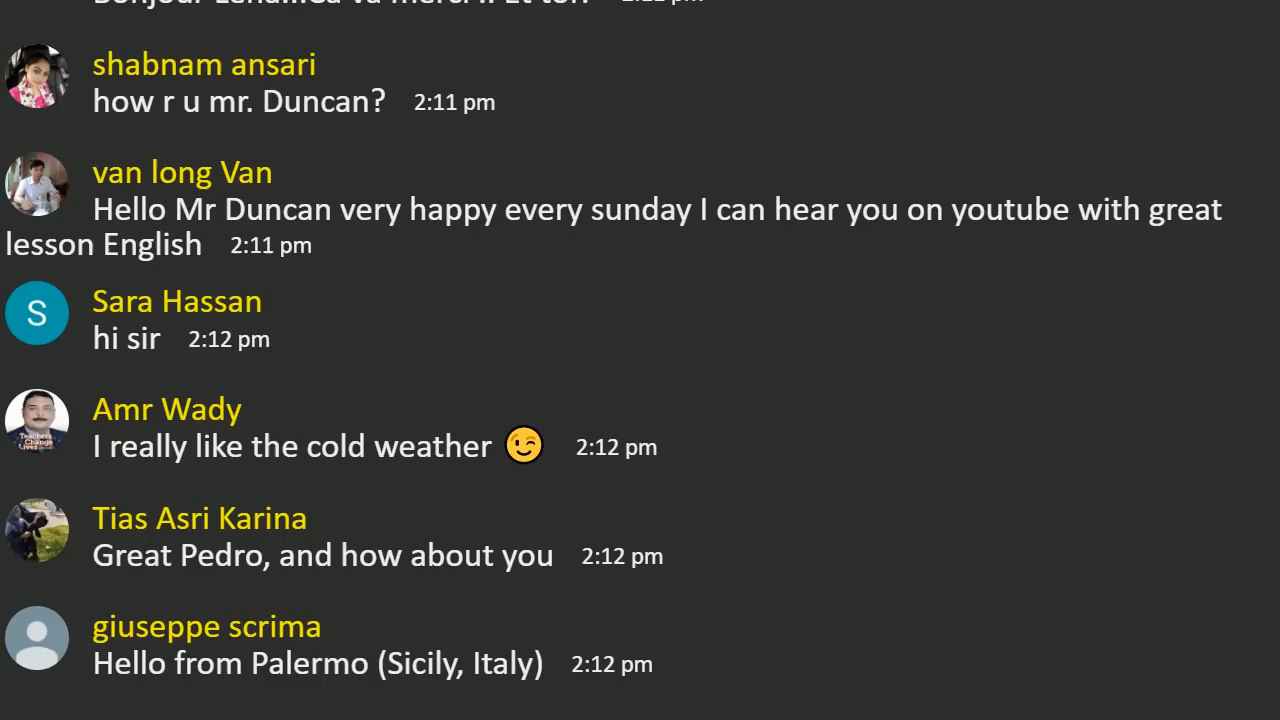 shabnam ansari
how r u mr. Duncan? 2:11 pm
van long Van
Hello Mr Duncan very happy every sunday I can hear you on youtube with great
lesson English 2:11 pm
S
Sara Hassan
hi sir 2:12 pm
Amr Wady
I really like the cold weather 😉 2:12 pm
Teachers
Change
Lives
Tias Asri Karina
Great Pedro, and how about you 2:12 pm
giuseppe scrima
Hello from Palermo (Sicily, Italy) 2:12 pm